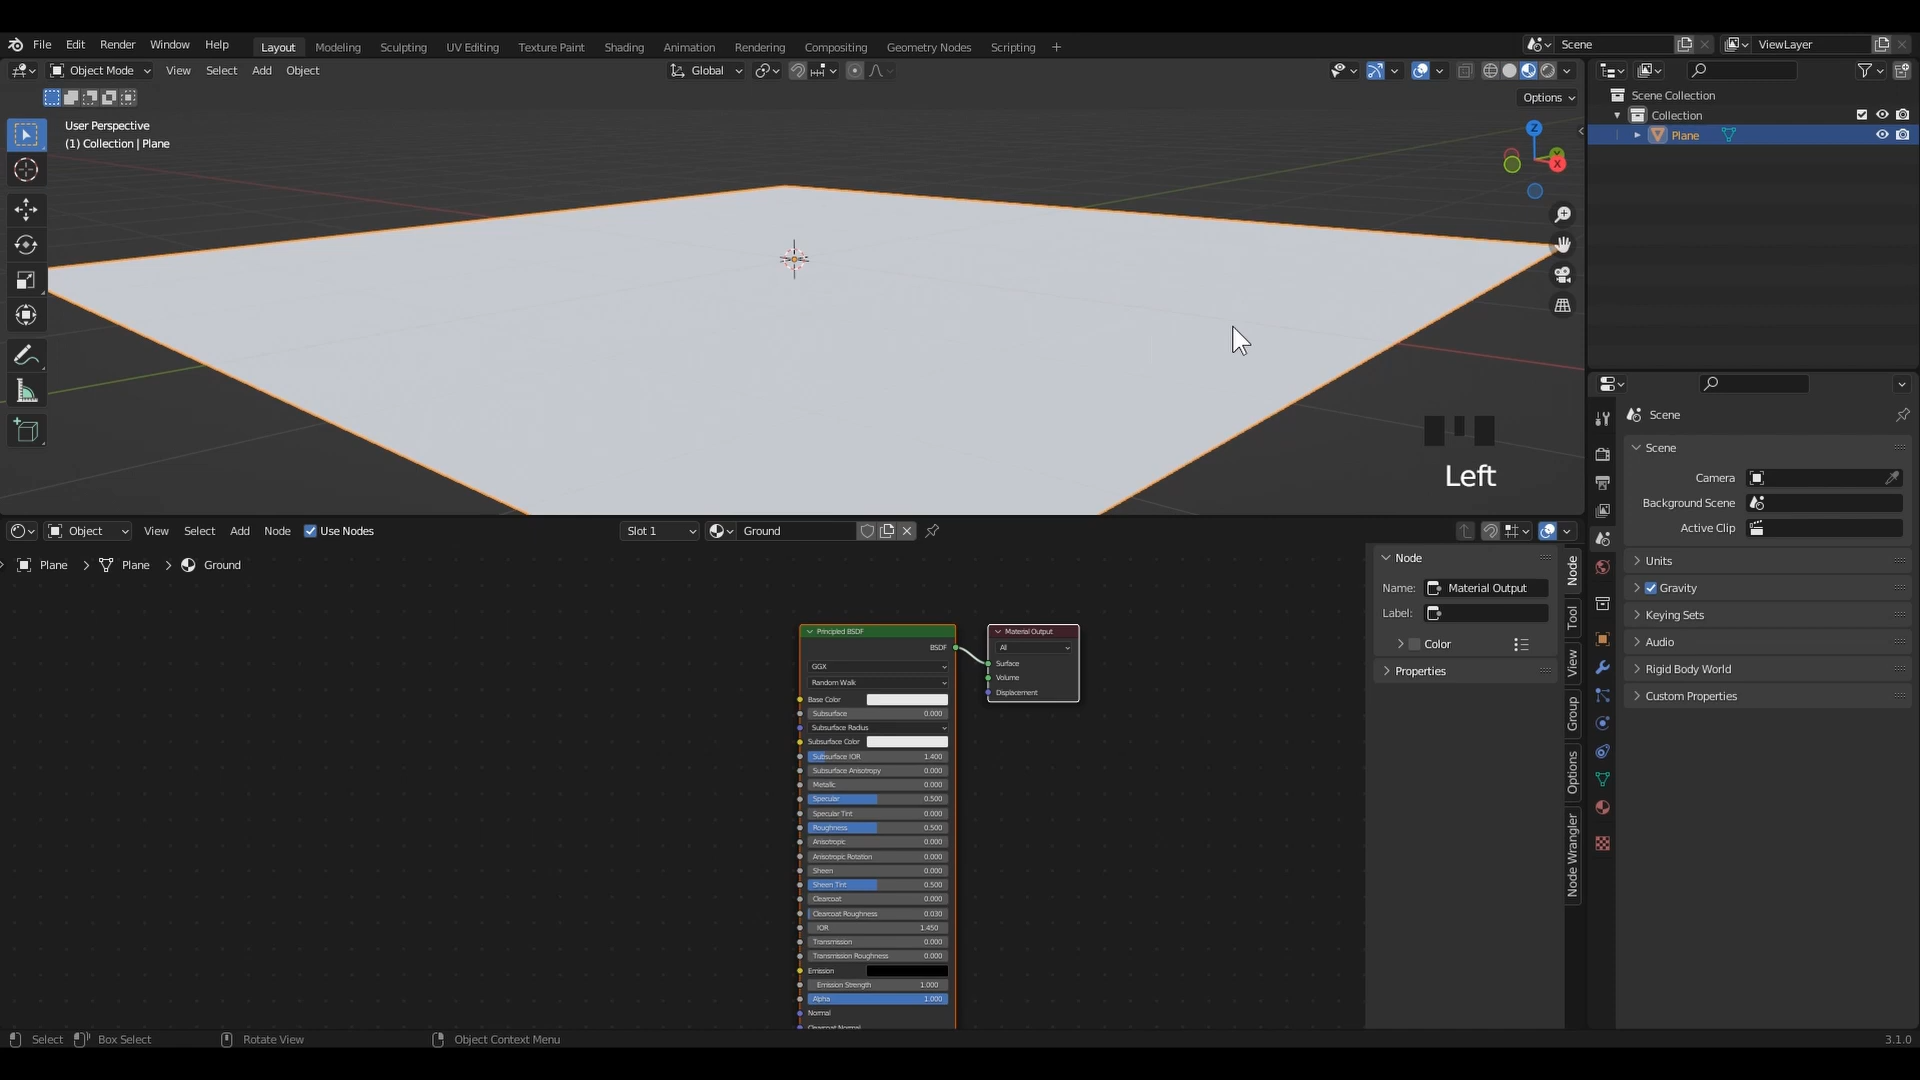 File Edit Render Window Help Layout Modeling Sculpting UV Editing Texture Paint Shading Animation Rendering Compositing Geometry Nodes Scripting + Scene ViewLayer
Object Mode View Select Add Object Global
Options
User Perspective
(1) Collection | Plane
Z
Y
X
Left
Scene Collection
Collection
Plane
Scene
Scene
Camera
Background Scene
Active Clip
Units
Gravity
Keying Sets
Audio
Rigid Body World
Custom Properties
Object View Select Add Node Use Nodes Slot 1 Ground
Plane > Plane > Ground
Principled BSDF
BSDF
GGX
Random Walk
Base Color
Subsurface 0.000
Subsurface Radius
Subsurface Color
Subsurface IOR 1.400
Subsurface Anisotropy 0.000
Metallic 0.000
Specular 0.500
Specular Tint 0.000
Roughness 0.500
Anisotropic 0.000
Anisotropic Rotation 0.000
Sheen 0.000
Sheen Tint 0.500
Clearcoat 0.000
Clearcoat Roughness 0.030
IOR 1.450
Transmission 0.000
Transmission Roughness 0.000
Emission
Emission Strength 1.000
Alpha 1.000
Normal
Clearcoat Normal
Material Output
All
Surface
Volume
Displacement
Node
Name: Material Output
Label:
Color
Properties
Node
Tool
View
Group
Options
Node Wrangler
Select Box Select Rotate View Object Context Menu 3.1.0